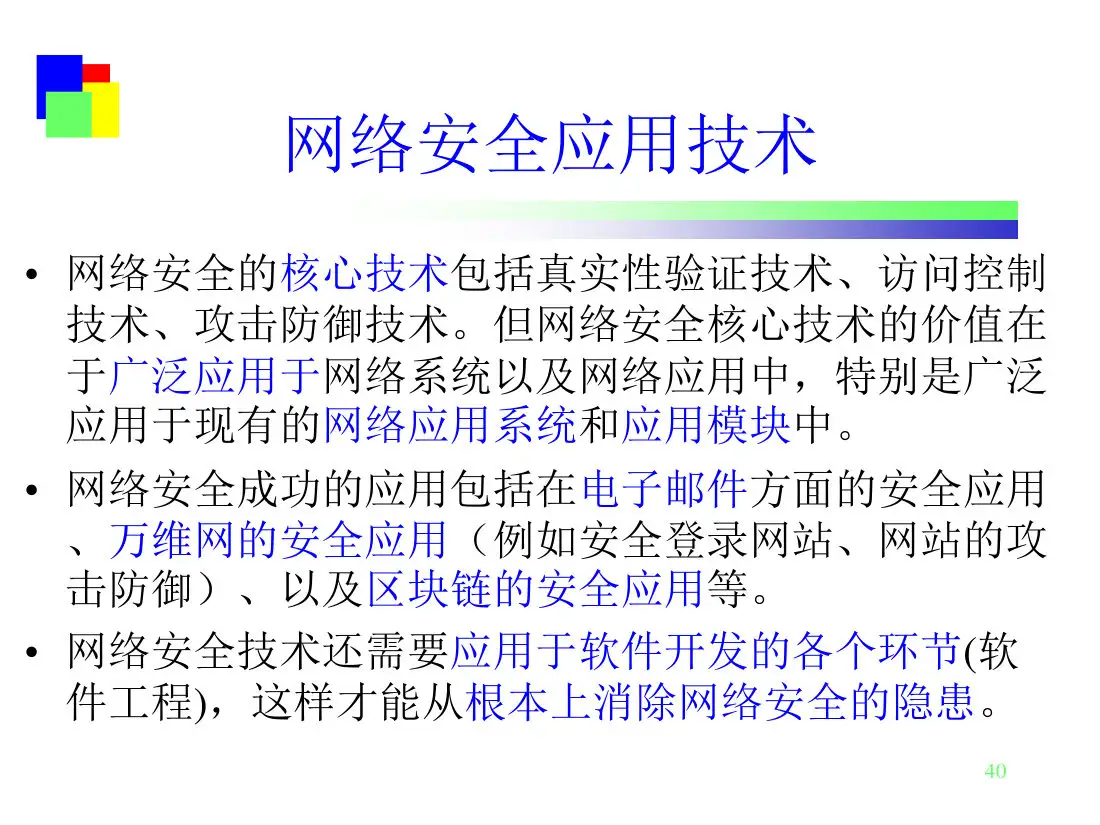 网络安全应用技术
• 网络安全的核心技术包括真实性验证技术、访问控制
技术、攻击防御技术。但网络安全核心技术的价值在
于广泛应用于网络系统以及网络应用中，特别是广泛
应用于现有的网络应用系统和应用模块中。
• 网络安全成功的应用包括在电子邮件方面的安全应用
、万维网的安全应用（例如安全登录网站、网站的攻
击防御）、以及区块链的安全应用等。
• 网络安全技术还需要应用于软件开发的各个环节(软
件工程)，这样才能从根本上消除网络安全的隐患。
40